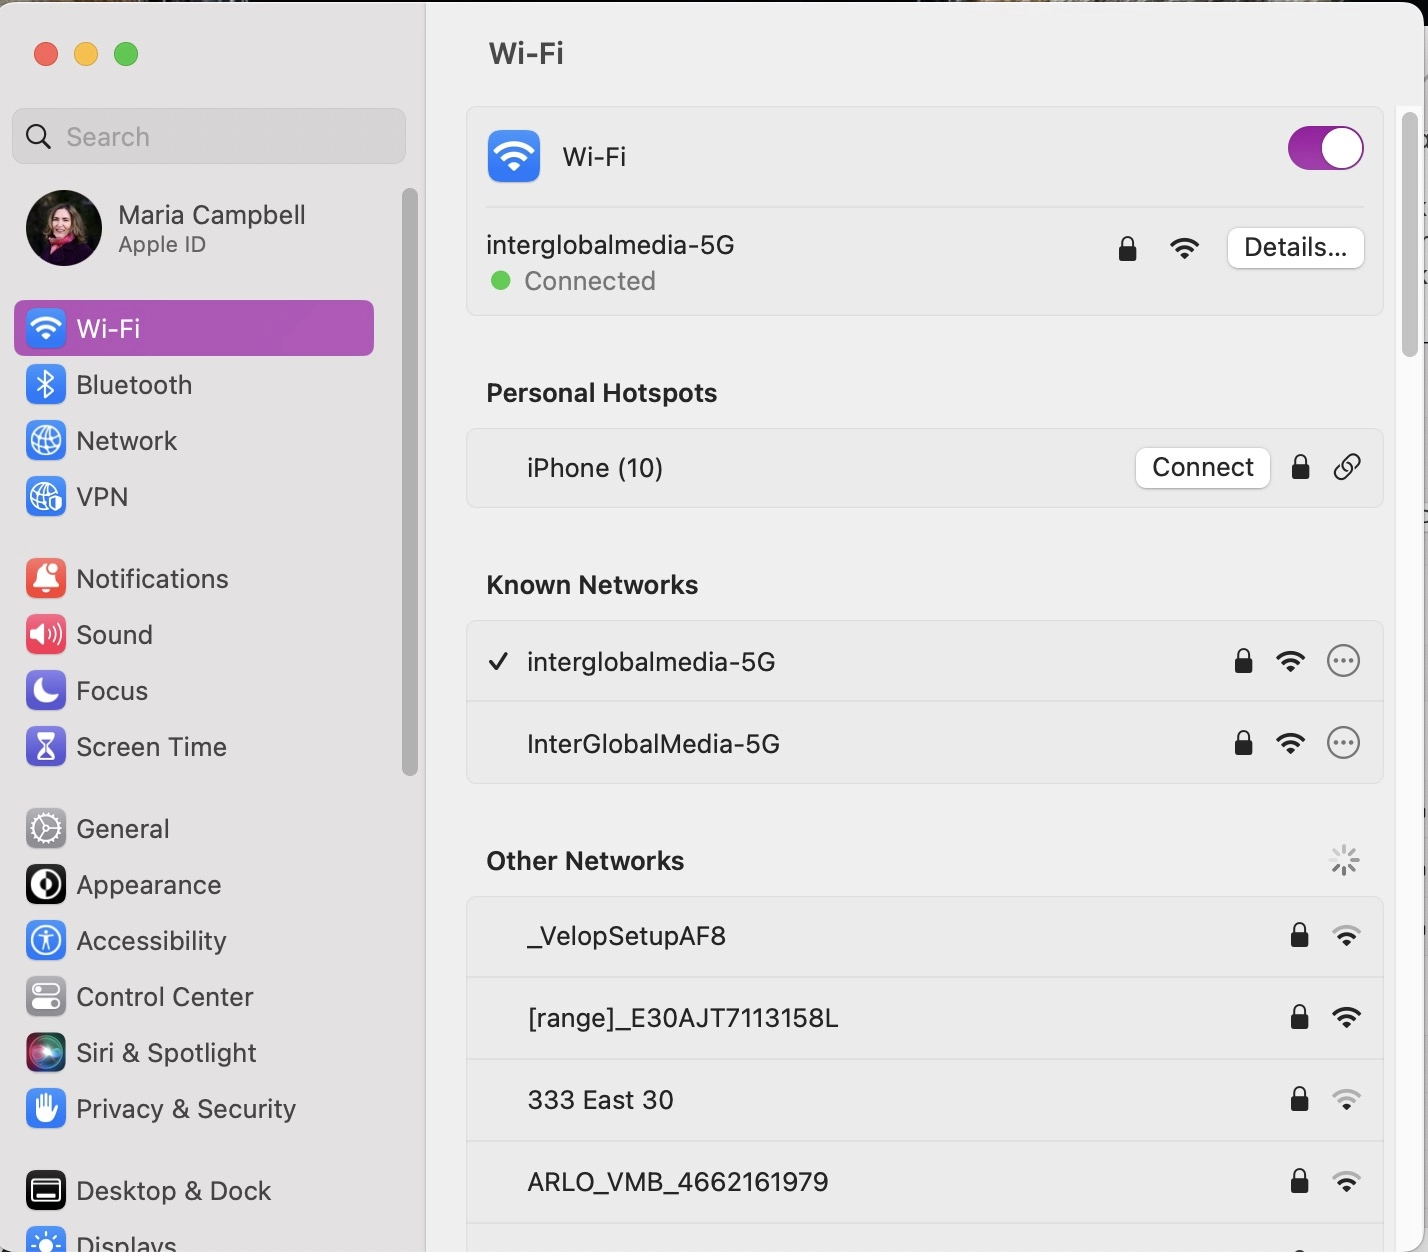 Search
Maria Campbell
Apple ID
Wi-Fi
Bluetooth
Network
VPN
Notifications
Sound
Focus
Screen Time
General
Appearance
Accessibility
Control Center
Siri & Spotlight
Privacy & Security
Desktop & Dock
Displays
Wi-Fi
Wi-Fi
interglobalmedia-5G
Details...
Connected
Personal Hotspots
iPhone (10)
Connect
Known Networks
interglobalmedia-5G
InterGlobalMedia-5G
Other Networks
_VelopSetupAF8
[range]_E30AJT7113158L
333 East 30
ARLO_VMB_4662161979